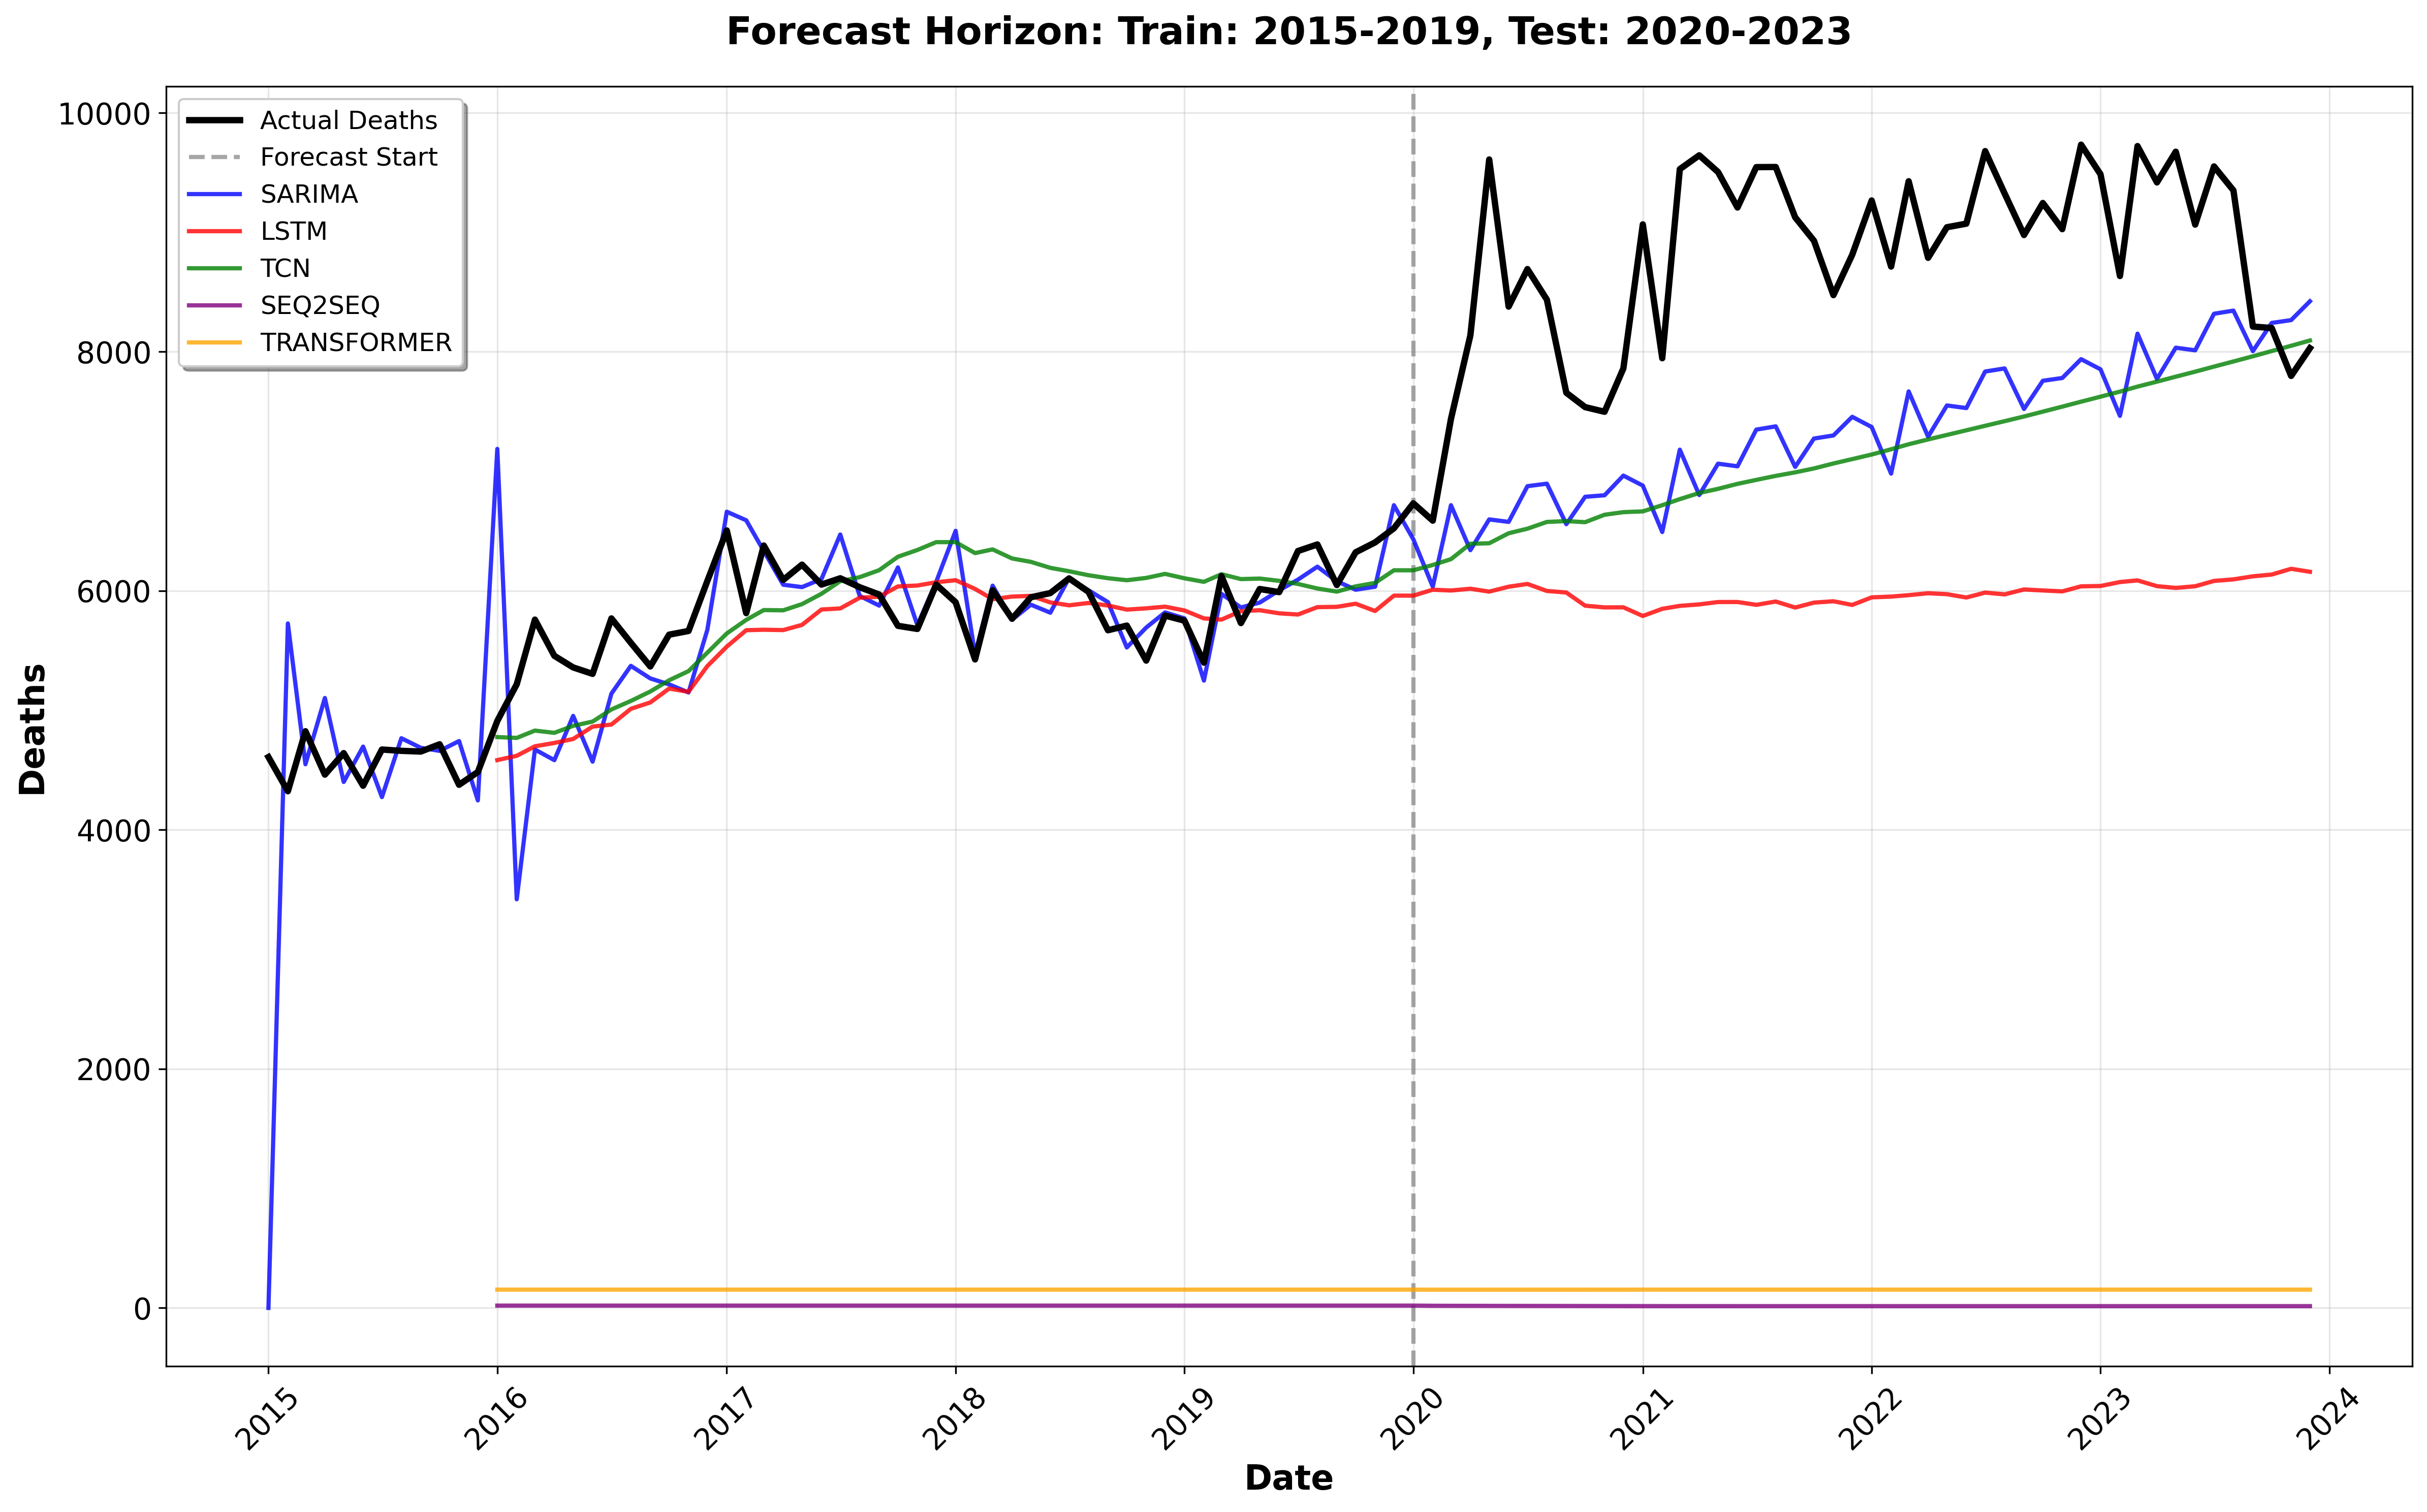 Forecast Horizon: Train: 2015-2019, Test: 2020-2023
10000
8000
6000
4000
2000
0
Deaths
Actual Deaths
Forecast Start
SARIMA
LSTM
TCN
SEQ2SEQ
TRANSFORMER
2015
2016
2017
2018
2019
2020
2021
2022
2023
2024
Date